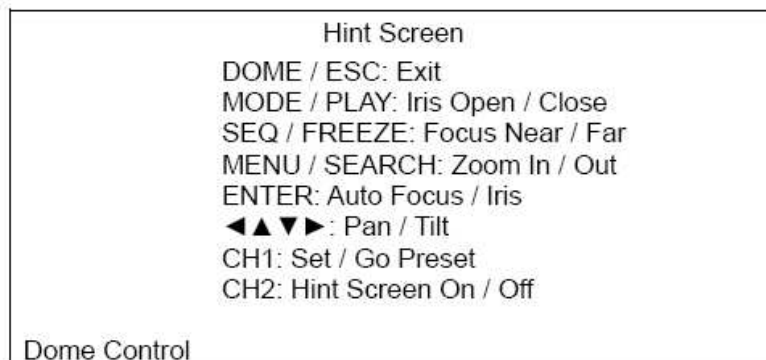 Hint Screen
DOME / ESC: Exit
MODE / PLAY: Iris Open / Close
SEQ / FREEZE: Focus Near / Far
MENU / SEARCH: Zoom In / Out
ENTER: Auto Focus / Iris
◄▲▼►: Pan / Tilt
CH1: Set / Go Preset
CH2: Hint Screen On / Off
Dome Control